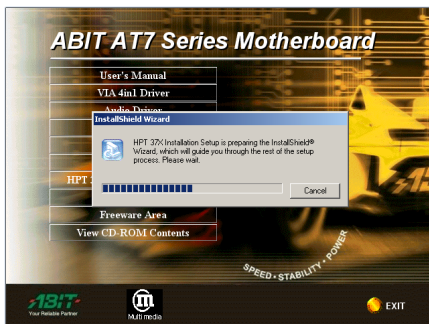 ABIT AT7 Series Motherboard
User's Manual
VIA 4in1 Driver
Audio Driver
InstallShield Wizard
HPT 37X Installation Setup is preparing the InstallShield®
Wizard, which will guide you through the rest of the setup
process. Please wait.
Cancel
HPT
Freeware Area
View CD-ROM Contents
SPEED • STABILITY • POWER
ABIT
Your Reliable Partner
Multimedia
EXIT